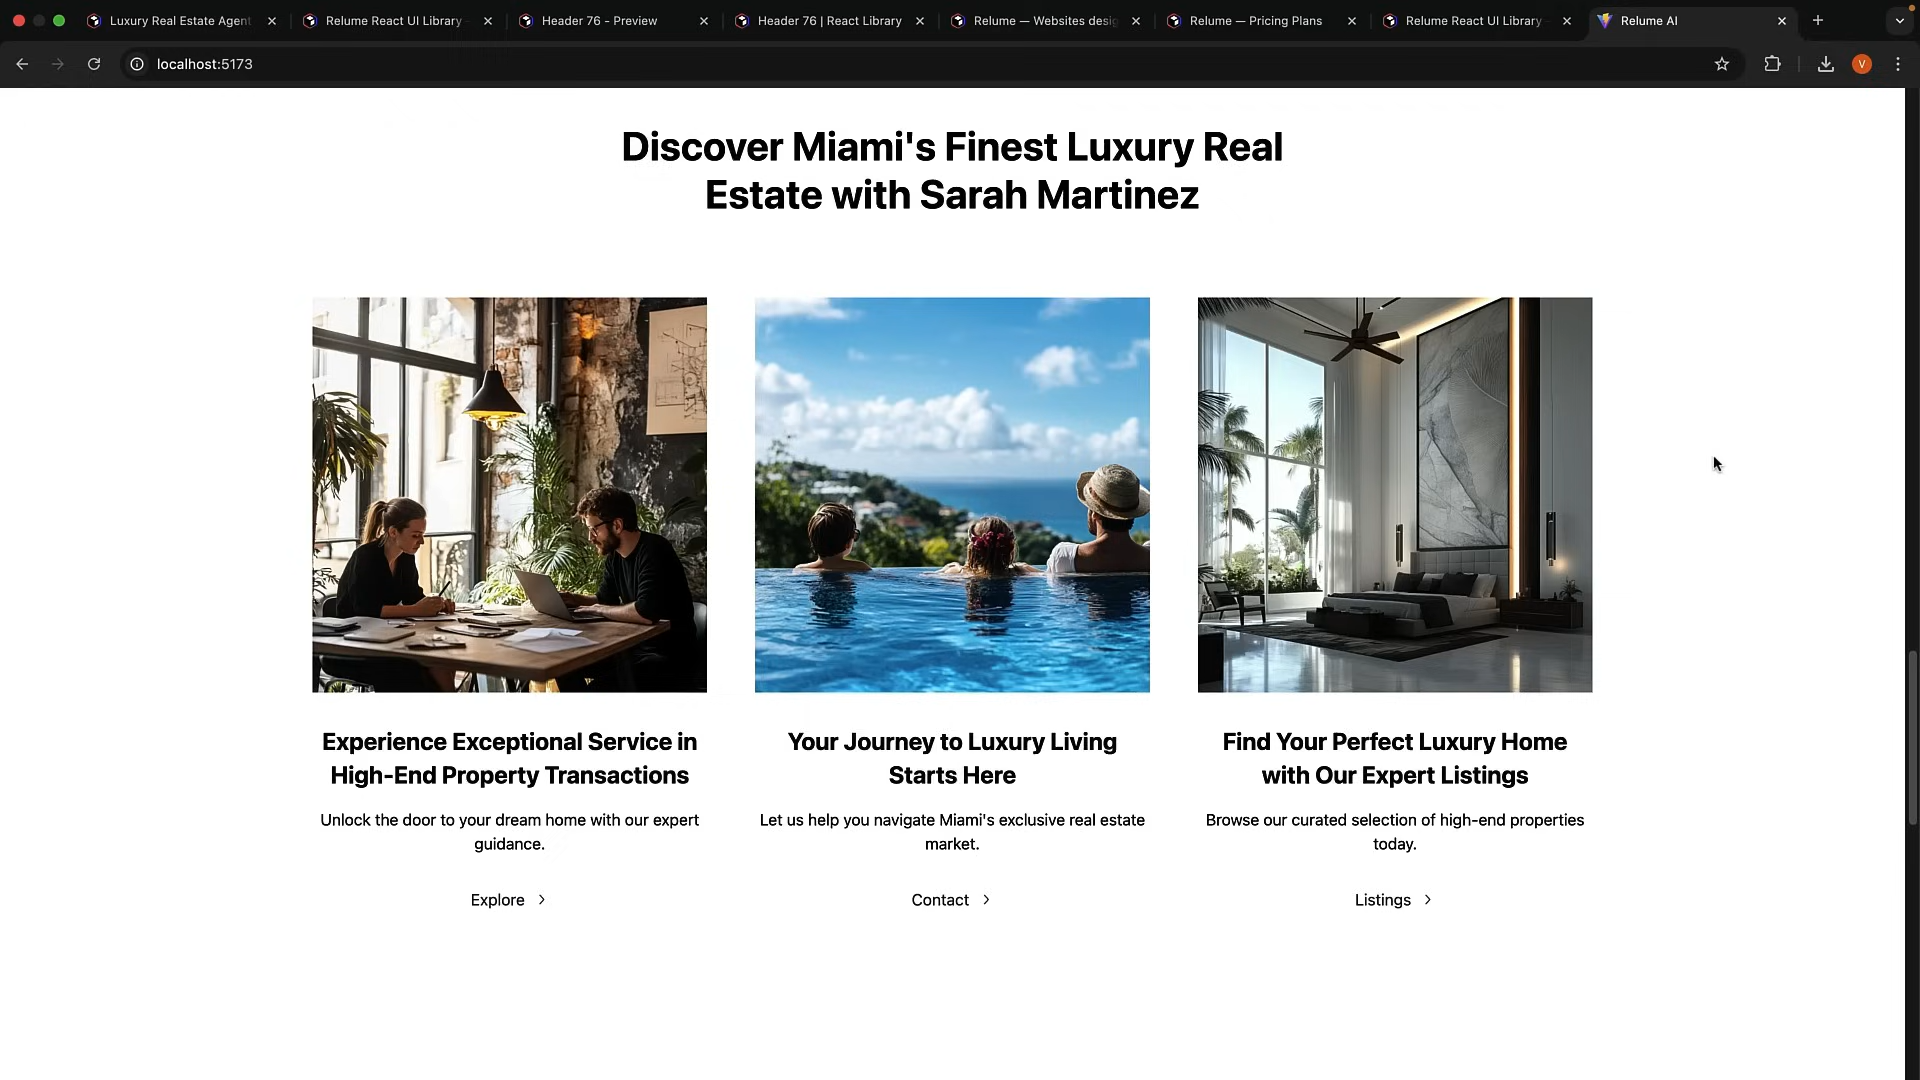 Luxury Real Estate Agent
Relume React UI Library
Header 76 - Preview
Header 76 | React Library
Relume — Websites desig
Relume — Pricing Plans
Relume React UI Library
Relume AI
localhost:5173
V
Discover Miami's Finest Luxury Real
Estate with Sarah Martinez
Experience Exceptional Service in
High-End Property Transactions
Unlock the door to your dream home with our expert
guidance.
Explore
Your Journey to Luxury Living
Starts Here
Let us help you navigate Miami's exclusive real estate
market.
Contact
Find Your Perfect Luxury Home
with Our Expert Listings
Browse our curated selection of high-end properties
today.
Listings